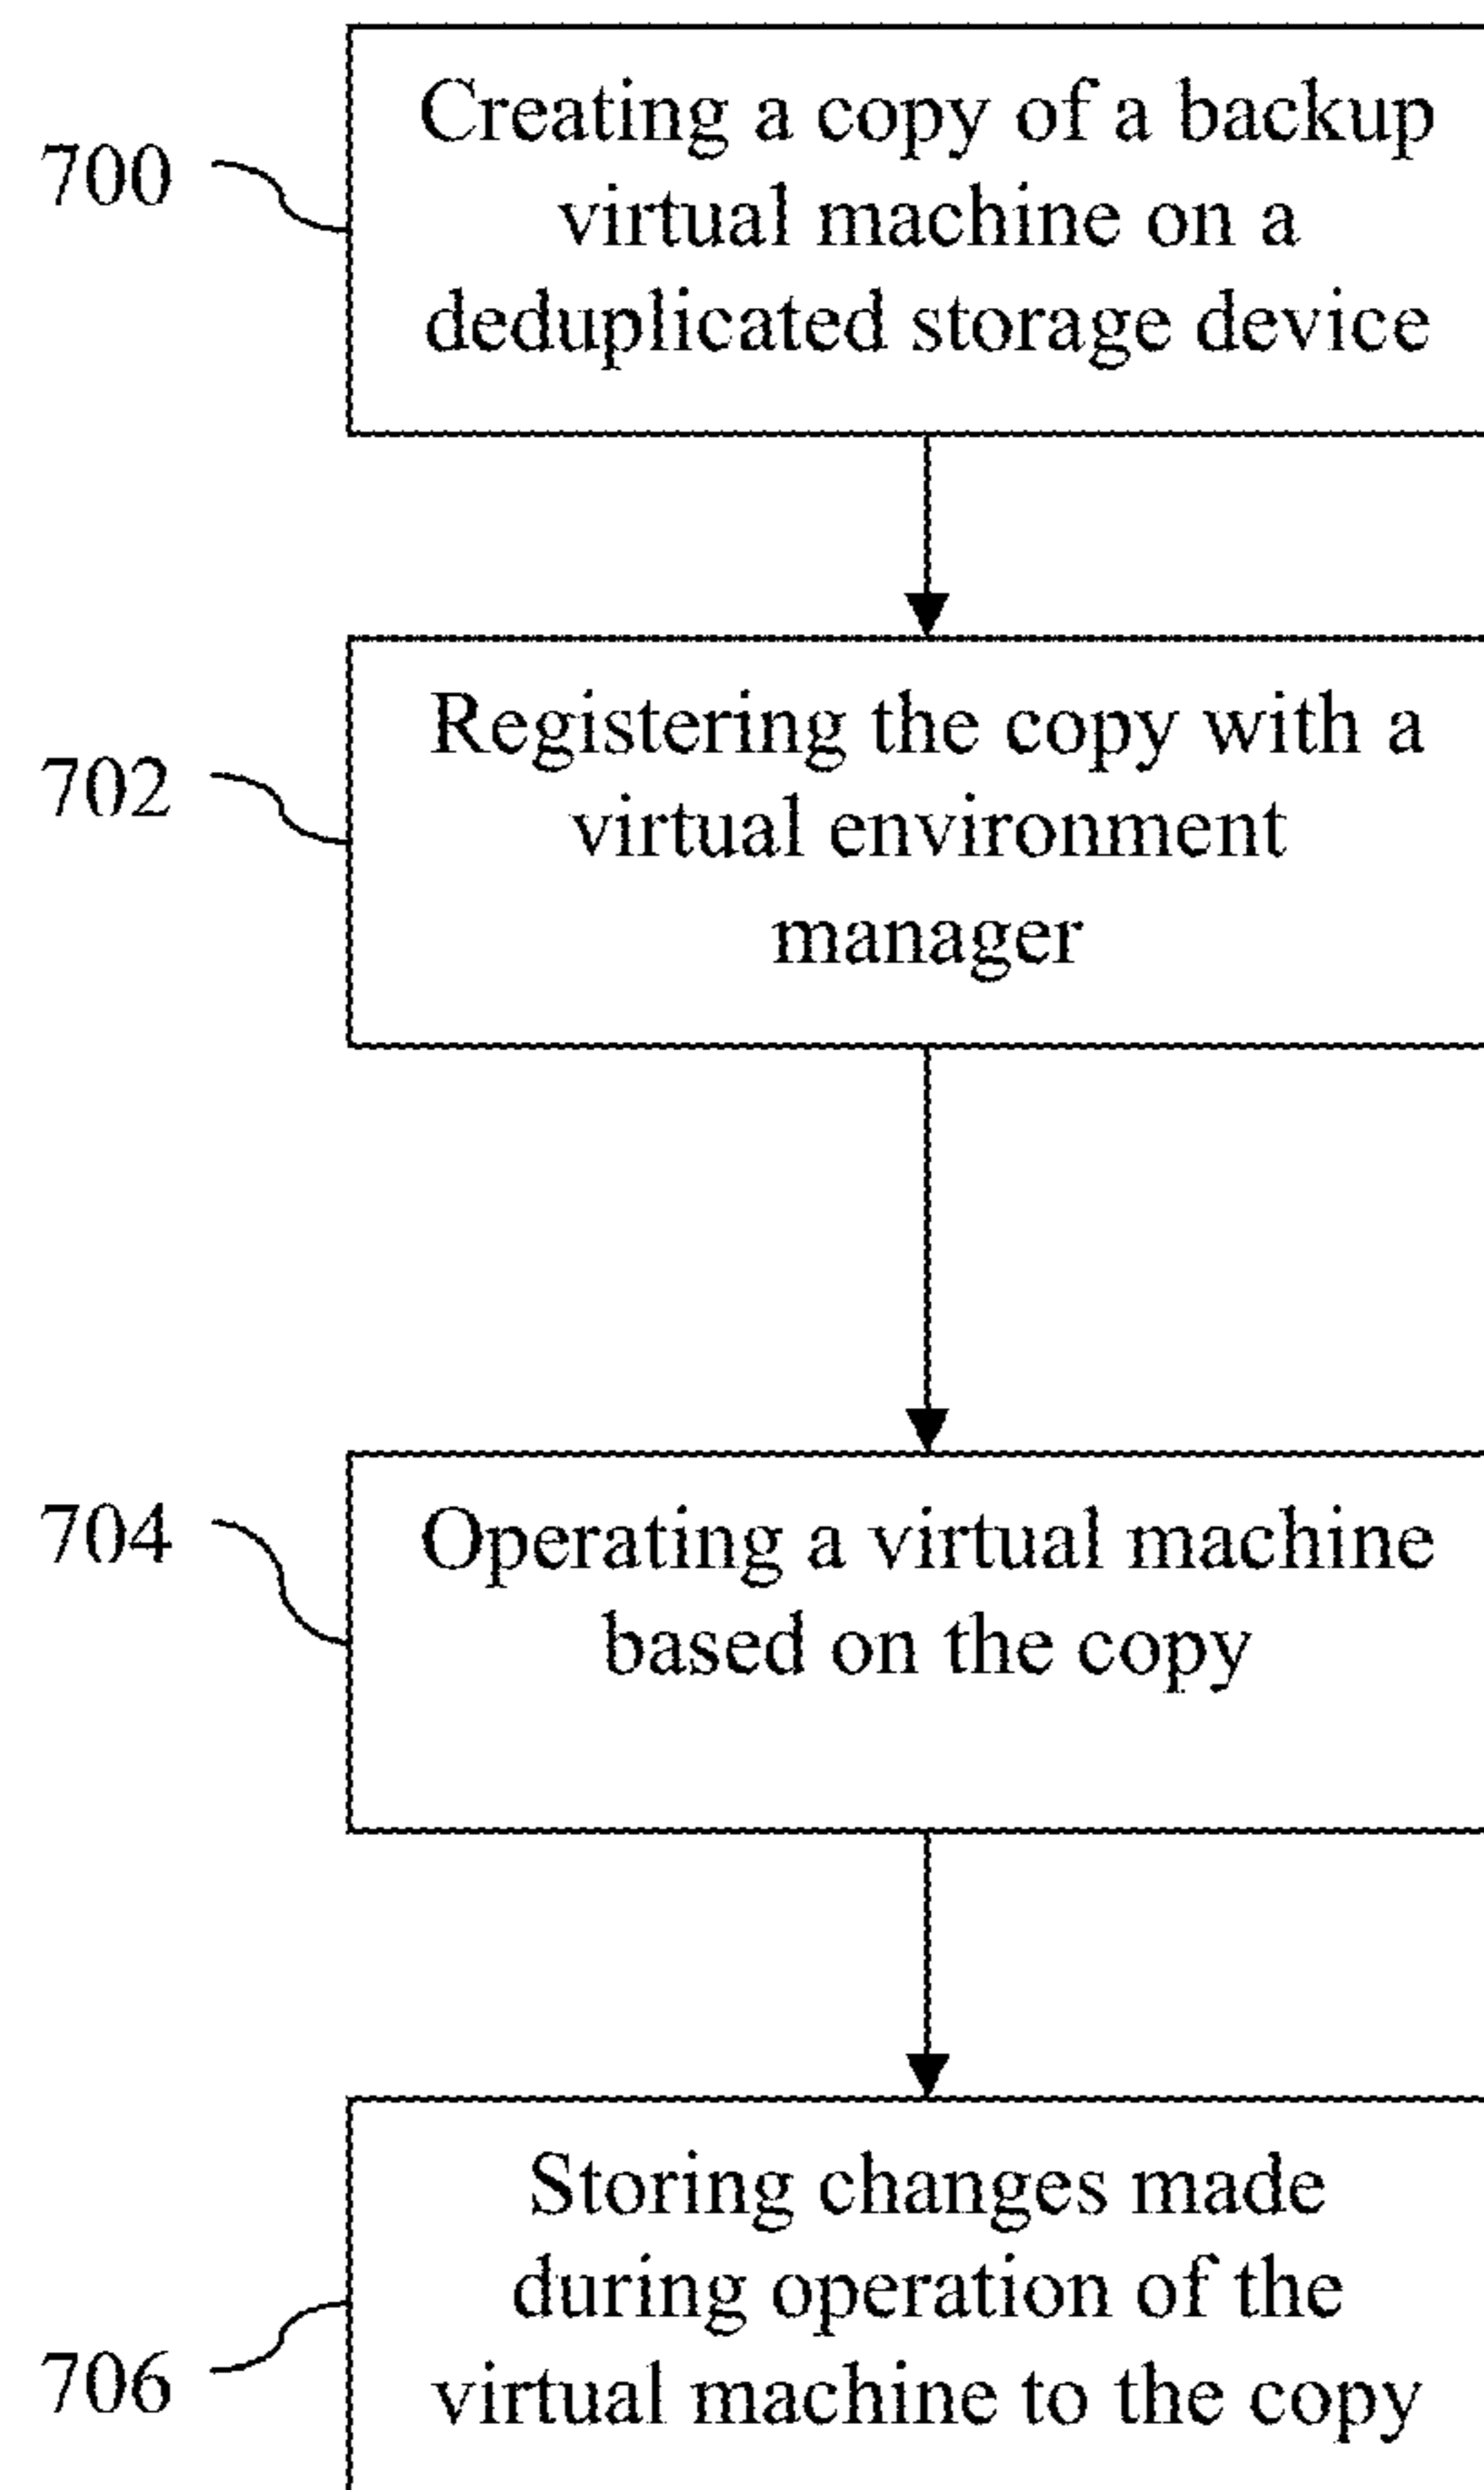 Creating a copy of a backup
700
virtual machine on a
deduplicated storage device
Registering the copy with a
702
virtual environment
manager
704
Operating a virtual machine
based on the copy
Storing changes made
during operation of the
706
virtual machine to the copy